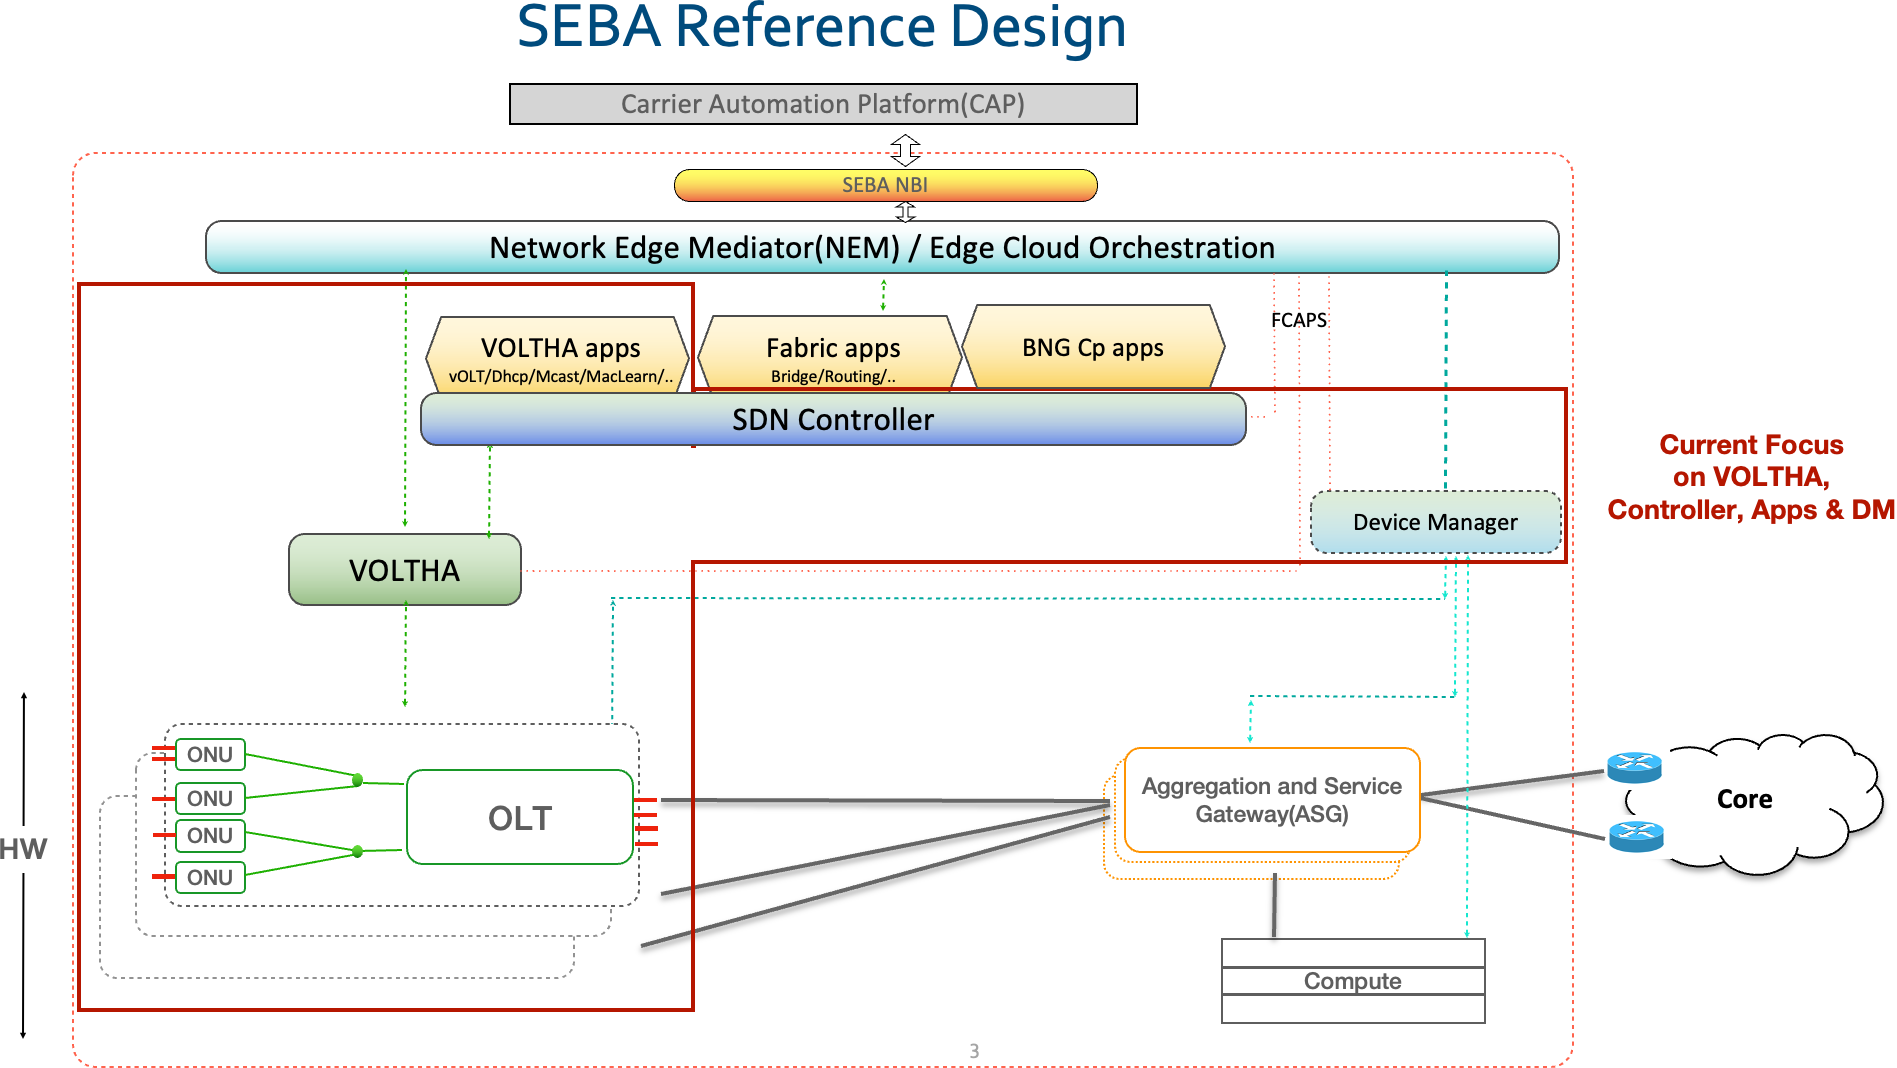 SEBA Reference Design
Carrier Automation Platform(CAP)
SEBA NBI
Network Edge Mediator(NEM) / Edge Cloud Orchestration
FCAPS
VOLTHA apps
vOLT/Dhcp/Mcast/MacLearn/..
Fabric apps
Bridge/Routing/..
BNG Cp apps
SDN Controller
Current Focus
on VOLTHA,
Controller, Apps & DM
Device Manager
VOLTHA
HW
ONU
ONU
ONU
ONU
OLT
Aggregation and Service
Gateway(ASG)
Core
Compute
3